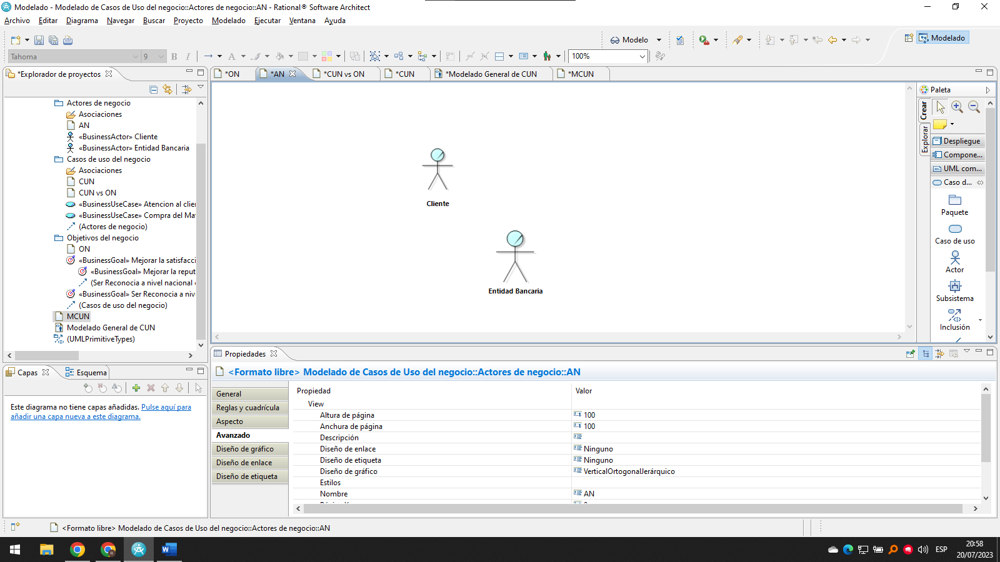 Modelado - Modelado de Casos de Uso del negocio::Actores de negocio::AN - Rational® Software Architect
Archivo Editar Diagrama Navegar Buscar Proyecto Modelado Ejecutar Ventana Ayuda
Modelo
Modelado
Tahoma 9 B I A 100%
*Explorador de proyectos
*ON *AN *CUN vs ON *CUN *Modelado General de CUN *MCUN
Actores de negocio
Asociaciones
AN
«BusinessActor» Cliente
«BusinessActor» Entidad Bancaria
Casos de uso del negocio
Asociaciones
CUN
CUN vs ON
«BusinessUseCase» Atencion al clien
«BusinessUseCase» Compra del Ma
(Actores de negocio)
Objetivos del negocio
ON
«BusinessGoal» Mejorar la satisfacci
«BusinessGoal» Mejorar la reput
(Ser Reconocia a nivel nacional
«BusinessGoal» Ser Reconocia a niv
(Casos de uso del negocio)
MCUN
Modelado General de CUN
(UMLPrimitiveTypes)
Cliente
Entidad Bancaria
Paleta
Crear
Explorar
Despliegue
Compone...
UML com...
Caso d...
Paquete
Caso de uso
Actor
Subsistema
Inclusión
Capas Esquema
Este diagrama no tiene capas añadidas. Pulse aquí para
añadir una capa nueva a este diagrama.
Propiedades
<Formato libre> Modelado de Casos de Uso del negocio::Actores de negocio::AN
General
Reglas y cuadrícula
Aspecto
Avanzado
Diseño de gráfico
Diseño de enlace
Diseño de etiqueta
Propiedad Valor
View
Altura de página 100
Anchura de página 100
Descripción
Diseño de enlace Ninguno
Diseño de etiqueta Ninguno
Diseño de gráfico VerticalOrtogonalJerárquico
Estilos
Nombre AN
<Formato libre> Modelado de Casos de Uso del negocio::Actores de negocio::AN
ESP
20:58
20/07/2023